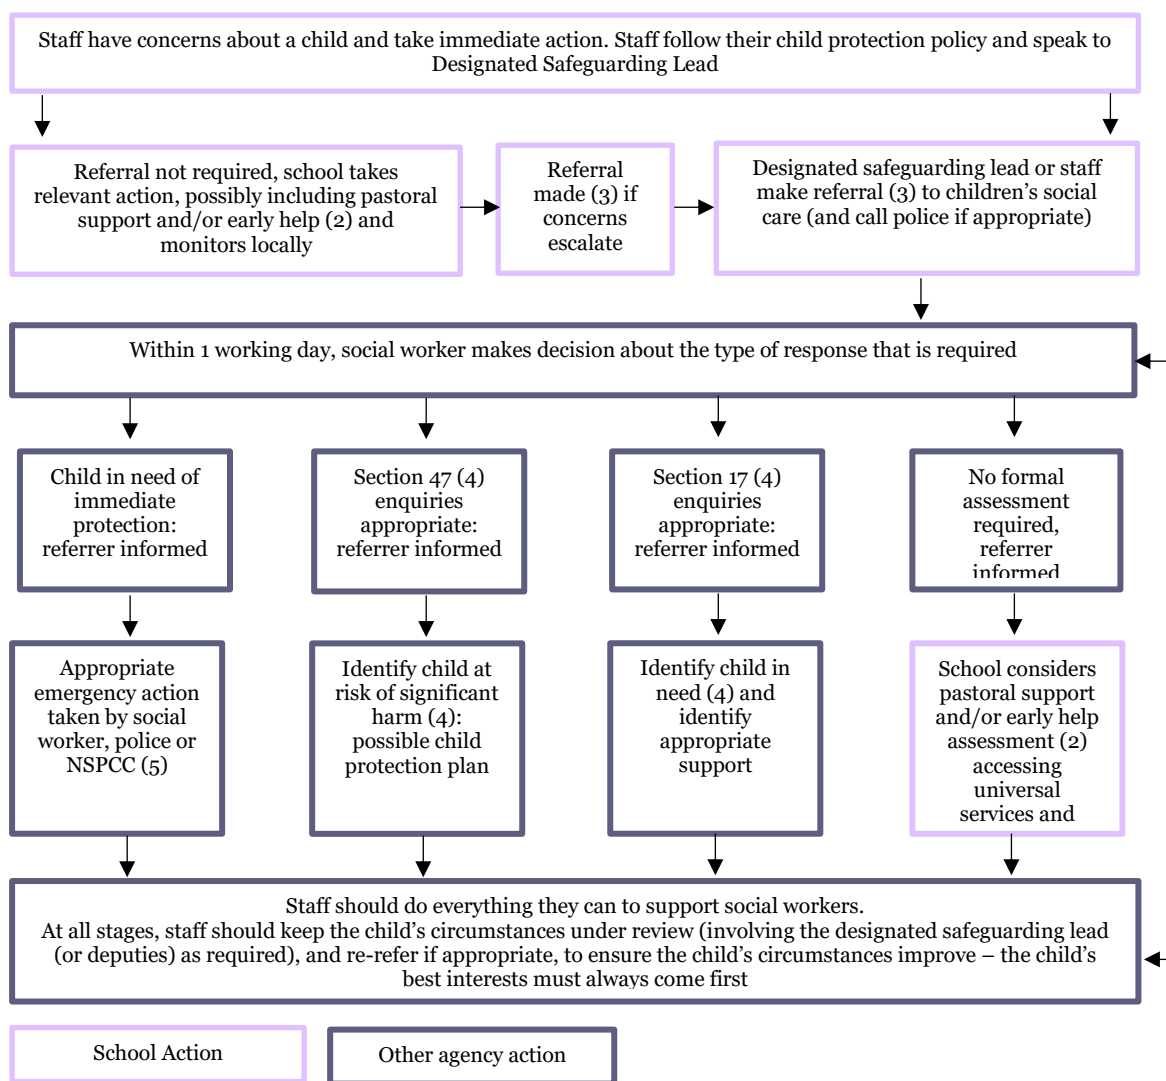 Staff have concerns about a child and take immediate action. Staff follow their child protection policy and speak to
Designated Safeguarding Lead
Referral not required, school takes
relevant action, possibly including pastoral
support and/or early help (2) and
monitors locally
Referral
made (3) if
concerns
escalate
Designated safeguarding lead or staff
make referral (3) to children’s social
care (and call police if appropriate)
Within 1 working day, social worker makes decision about the type of response that is required
Child in need of
immediate
protection:
referrer informed
Section 47 (4)
enquiries
appropriate:
referrer informed
Section 17 (4)
enquiries
appropriate:
referrer informed
No formal
assessment
required,
referrer
informed
Appropriate
emergency action
taken by social
worker, police or
NSPCC (5)
Identify child at
risk of significant
harm (4):
possible child
protection plan
Identify child in
need (4) and
identify
appropriate
support
School considers
pastoral support
and/or early help
assessment (2)
accessing
universal
services and
Staff should do everything they can to support social workers.
At all stages, staff should keep the child’s circumstances under review (involving the designated safeguarding lead
(or deputies) as required), and re-refer if appropriate, to ensure the child’s circumstances improve – the child’s
best interests must always come first
School Action
Other agency action